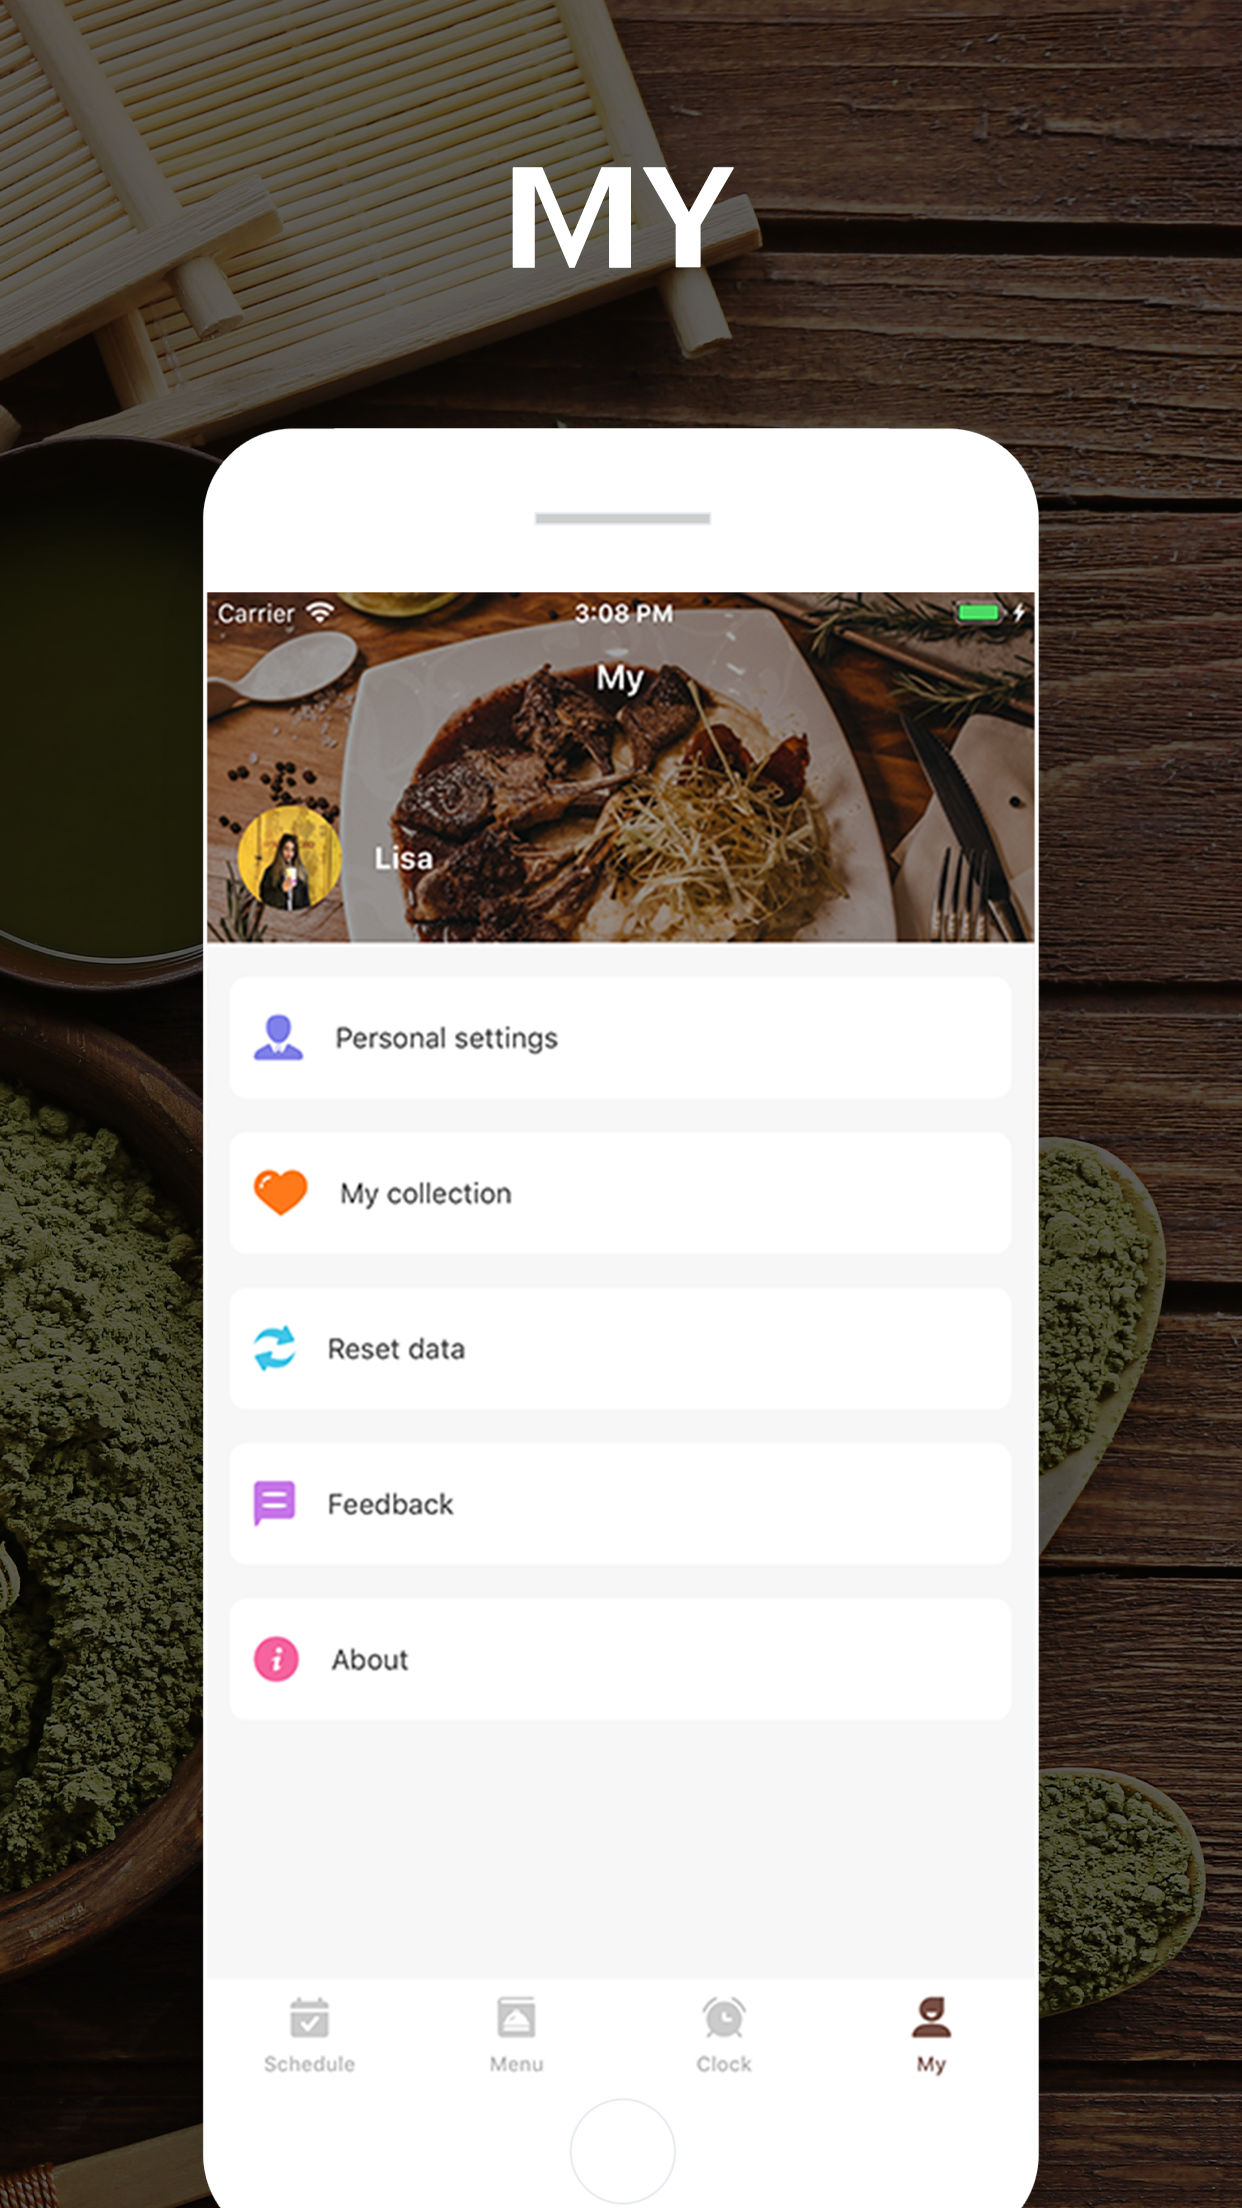 MY
Carrier 3:08 PM
My
Lisa
Personal settings
My collection
Reset data
Feedback
About
Schedule Menu Clock My